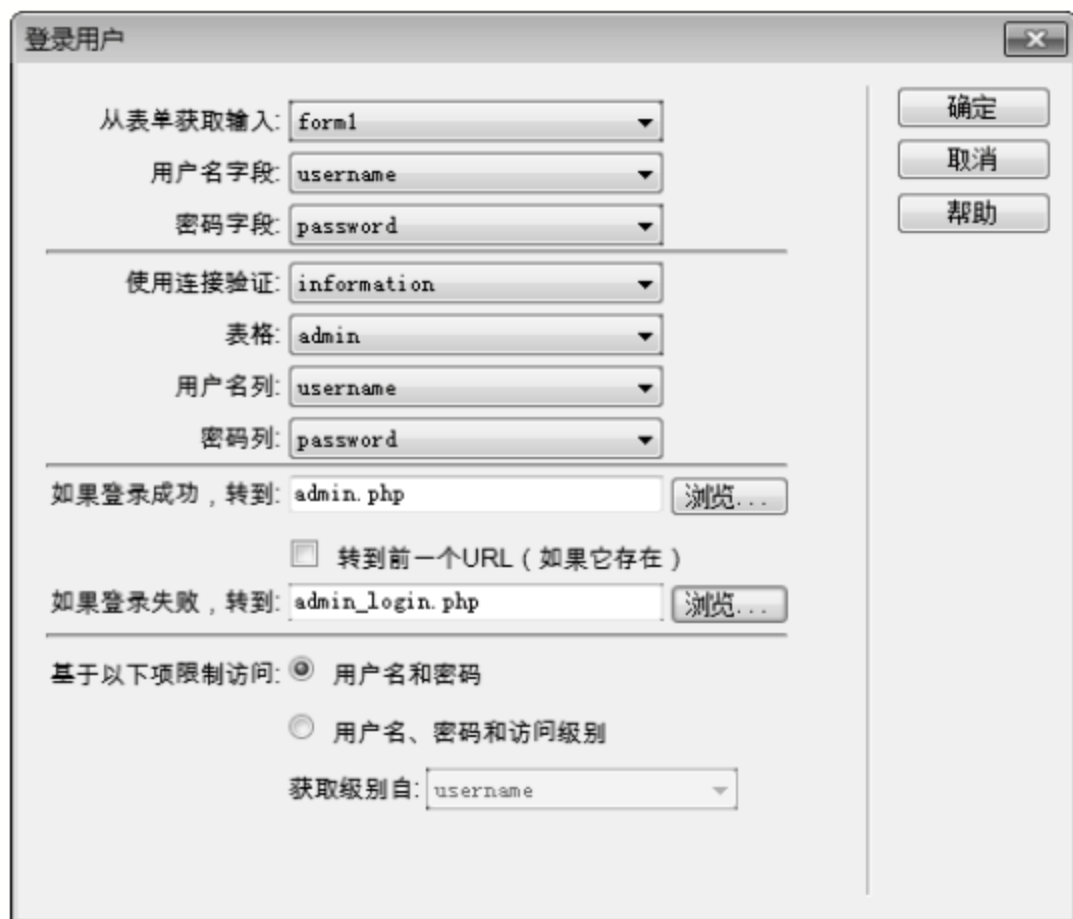 登录用户
从表单获取输入: form1
确定
用户名字段: username
取消
密码字段: password
帮助
使用连接验证: information
表格: admin
用户名列: username
密码列: password
如果登录成功，转到: admin.php 浏览...
转到前一个URL（如果它存在）
如果登录失败，转到: admin_login.php 浏览...
基于以下项限制访问: 用户名和密码
用户名、密码和访问级别
获取级别自: username